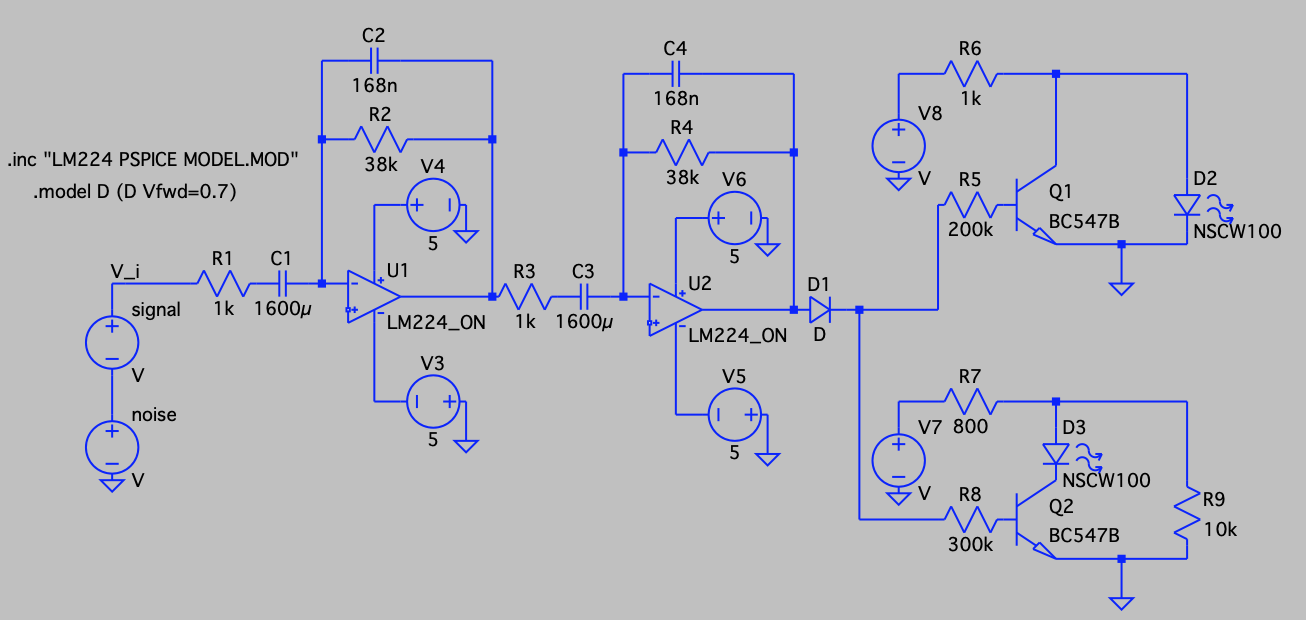 .inc "LM224 PSPICE MODEL.MOD"
.model D (D Vfwd=0.7)
V_i
signal
V
noise
V
R1
1k
C1
1600µ
C2
168n
R2
38k
V4
5
U1
LM224_ON
V3
5
R3
1k
C3
1600µ
C4
168n
R4
38k
V6
5
U2
LM224_ON
V5
5
D1
D
R6
1k
V8
V
R5
200k
Q1
BC547B
D2
NSCW100
R7
800
V7
V
D3
NSCW100
R8
300k
Q2
BC547B
R9
10k